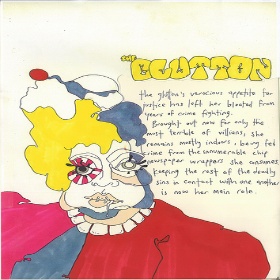 THE GLUTTON
the glutton's voracious appetite for
justice has left her bloated from
years of crime fighting.
Brought out now for only the
most terrible of villians, she
remains mostly indoors, being fed
crime from the innumerable chip
newspaper wrappers she consumes
keeping the rest of the deadly
sins in contact with one another
is now her main role.